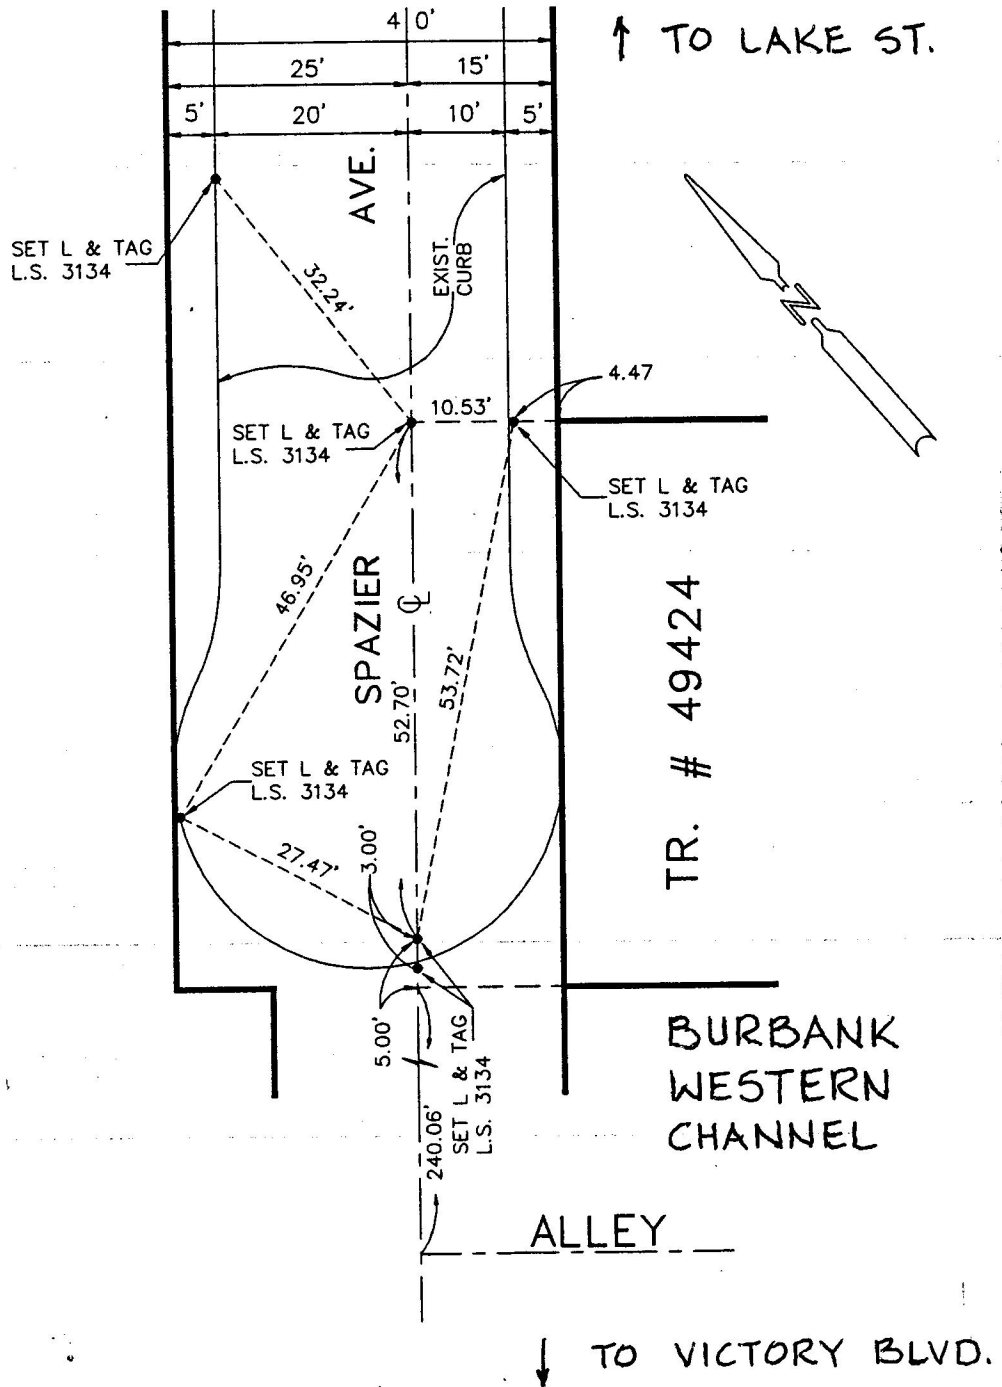 4 0'
↑ TO LAKE ST.
25'
15'
5'
20'
10'
5'
AVE.
SET L & TAG
L.S. 3134
EXIST.
CURB
32.24'
N
4.47
10.53'
SET L & TAG
L.S. 3134
SET L & TAG
L.S. 3134
46.95'
SPAZIER
℄
52.70'
53.72'
TR. # 49424
SET L & TAG
L.S. 3134
27.47'
3.00'
5.00'
SET L & TAG
L.S. 3134
240.06'
BURBANK
WESTERN
CHANNEL
ALLEY
↓ TO VICTORY BLVD.